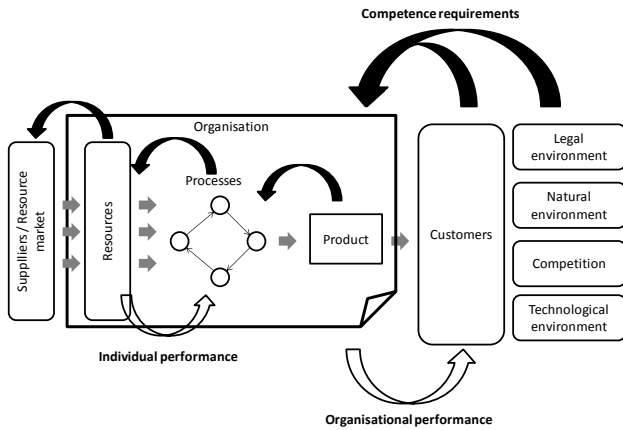 Competence requirements
Organisation
Legal
environment
Processes
Natural
environment
Suppliers / Resource
market
Resources
Product
Customers
Competition
Technological
environment
Individual performance
Organisational performance